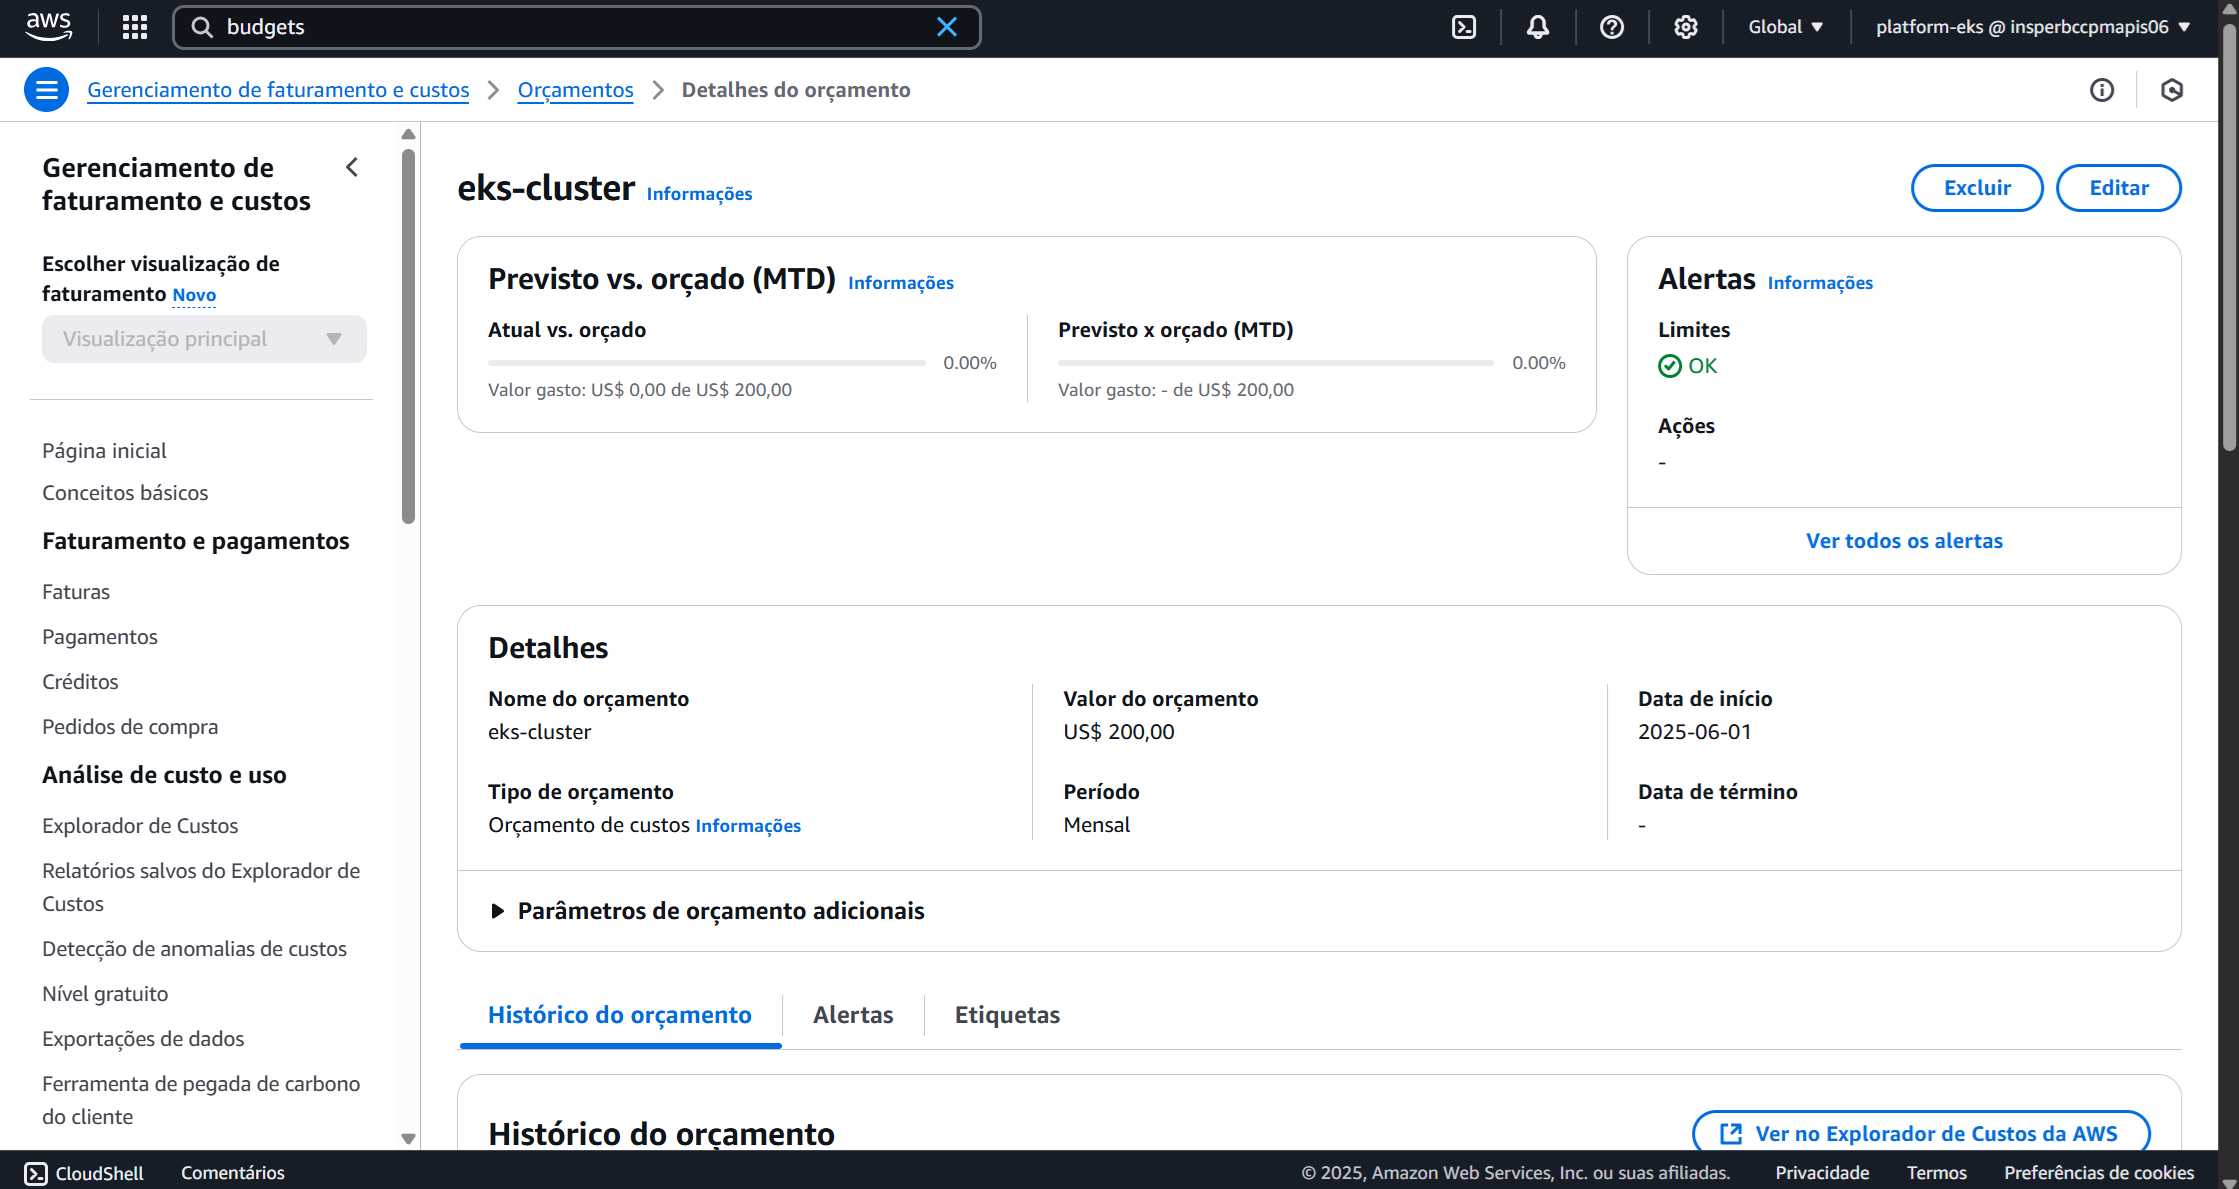 aws
budgets
Global
platform-eks @ insperbccpmapis06
Gerenciamento de faturamento e custos
Orçamentos
Detalhes do orçamento
Gerenciamento de
faturamento e custos
Escolher visualização de
faturamento Novo
Visualização principal
Página inicial
Conceitos básicos
Faturamento e pagamentos
Faturas
Pagamentos
Créditos
Pedidos de compra
Análise de custo e uso
Explorador de Custos
Relatórios salvos do Explorador de
Custos
Detecção de anomalias de custos
Nível gratuito
Exportações de dados
Ferramenta de pegada de carbono
do cliente
eks-cluster Informações
Excluir
Editar
Previsto vs. orçado (MTD) Informações
Atual vs. orçado
0.00%
Valor gasto: US$ 0,00 de US$ 200,00
Previsto x orçado (MTD)
0.00%
Valor gasto: - de US$ 200,00
Alertas Informações
Limites
OK
Ações
-
Ver todos os alertas
Detalhes
Nome do orçamento
eks-cluster
Tipo de orçamento
Orçamento de custos Informações
Valor do orçamento
US$ 200,00
Período
Mensal
Data de início
2025-06-01
Data de término
-
Parâmetros de orçamento adicionais
Histórico do orçamento
Alertas
Etiquetas
Histórico do orçamento
Ver no Explorador de Custos da AWS
CloudShell
Comentários
© 2025, Amazon Web Services, Inc. ou suas afiliadas.
Privacidade
Termos
Preferências de cookies